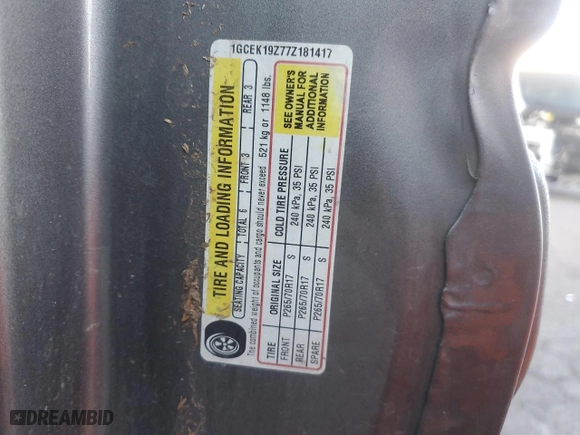 1GCEK19Z77Z181417
TIRE AND LOADING INFORMATION
SEATING CAPACITY TOTAL 6 FRONT 3 REAR 3
The combined weight of occupants and cargo should never exceed 521 kg or 1148 lbs.
TIRE ORIGINAL SIZE COLD TIRE PRESSURE
FRONT P265/70R17 S 240 kPa, 35 PSI
REAR P265/70R17 S 240 kPa, 35 PSI
SPARE P265/70R17 S 240 kPa, 35 PSI
SEE OWNER'S
MANUAL FOR
ADDITIONAL
INFORMATION
DREAMBID